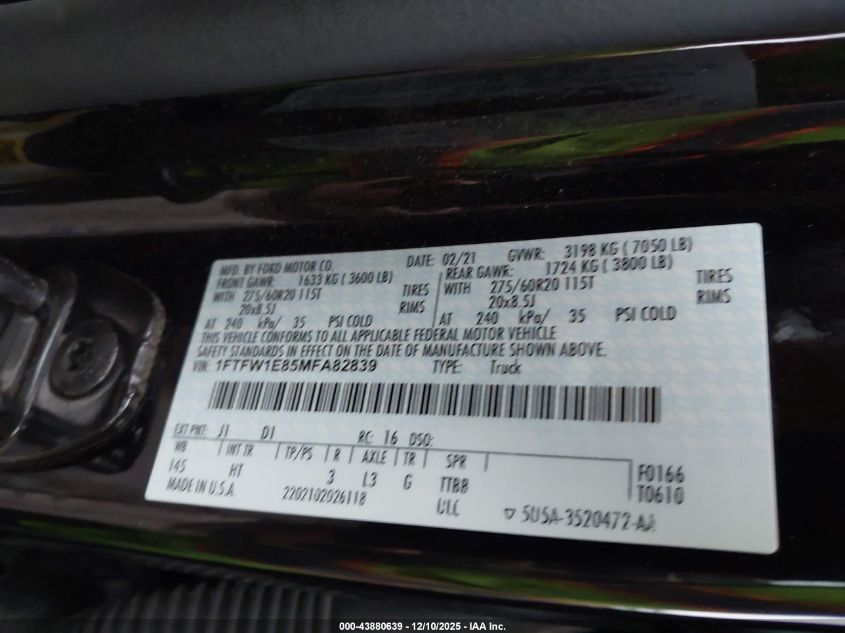 MFD. BY FORD MOTOR CO. DATE: 02/21 GVWR: 3198 KG ( 7050 LB)
FRONT GAWR: 1633 KG ( 3600 LB) REAR GAWR: 1724 KG ( 3800 LB)
WITH 275/60R20 115T TIRES WITH 275/60R20 115T TIRES
20x8.5J RIMS 20x8.5J RIMS
AT 240 kPa/ 35 PSI COLD AT 240 kPa/ 35 PSI COLD
THIS VEHICLE CONFORMS TO ALL APPLICABLE FEDERAL MOTOR VEHICLE
SAFETY STANDARDS IN EFFECT ON THE DATE OF MANUFACTURE SHOWN ABOVE.
VIN: 1FTFW1E85MFA82839 TYPE: Truck
EXT PNT: J1 D1 RC: 16 DSO:
WB INT TR TP/PS R AXLE TR SPR
145 HT 3 L3 G TTBB F0166
MADE IN U.S.A. 2202102026118 ULC T0610
5U5A-3520472-AA
000-43880639 - 12/10/2025 - IAA Inc.